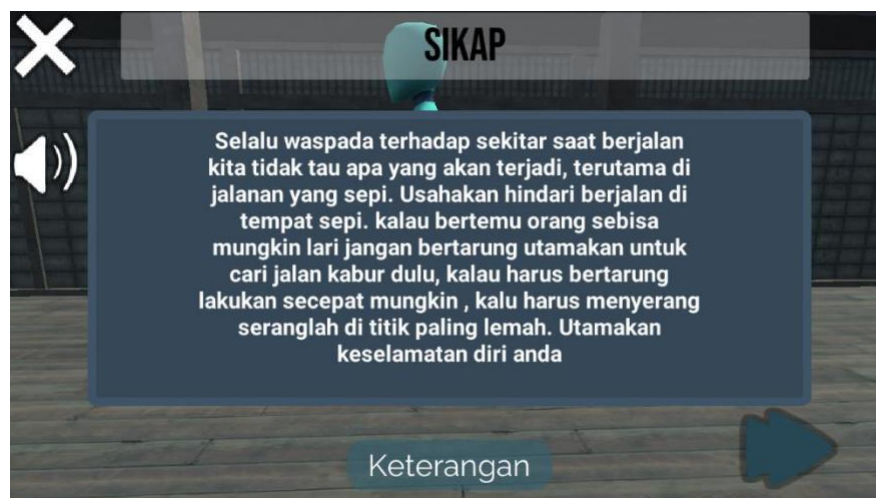 SIKAP
Selalu waspada terhadap sekitar saat berjalan
kita tidak tau apa yang akan terjadi, terutama di
jalanan yang sepi. Usahakan hindari berjalan di
tempat sepi. kalau bertemu orang sebisa
mungkin lari jangan bertarung utamakan untuk
cari jalan kabur dulu, kalau harus bertarung
lakukan secepat mungkin , kalu harus menyerang
seranglah di titik paling lemah. Utamakan
keselamatan diri anda
Keterangan